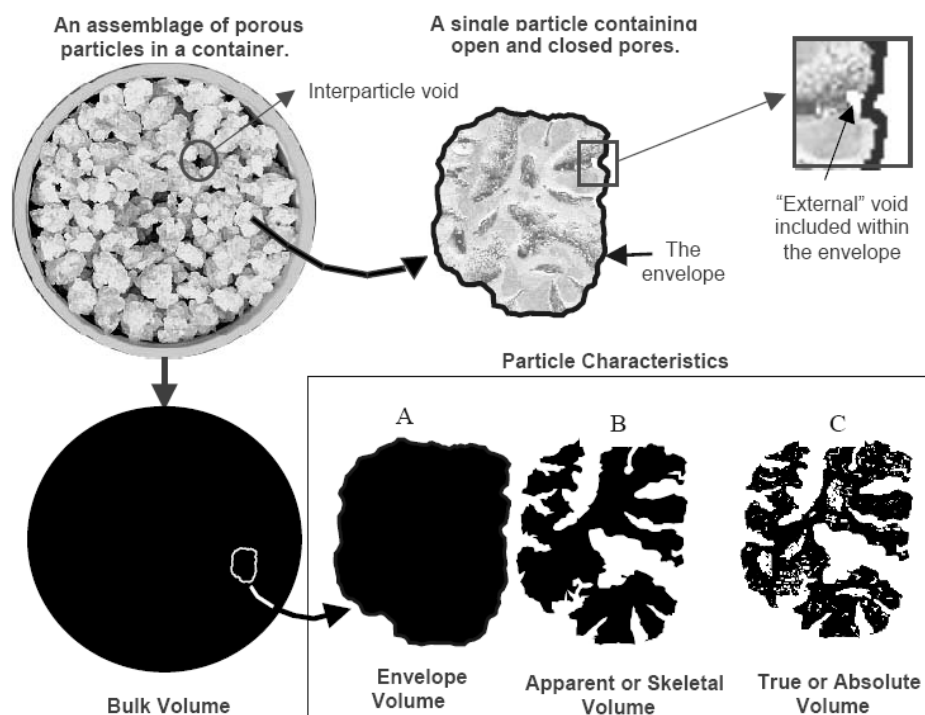 An assemblage of porous
particles in a container.
A single particle containing
open and closed pores.
Interparticle void
“External” void
included within
the envelope
The
envelope
Particle Characteristics
A
B
C
Bulk Volume
Envelope
Volume
Apparent or Skeletal
Volume
True or Absolute
Volume